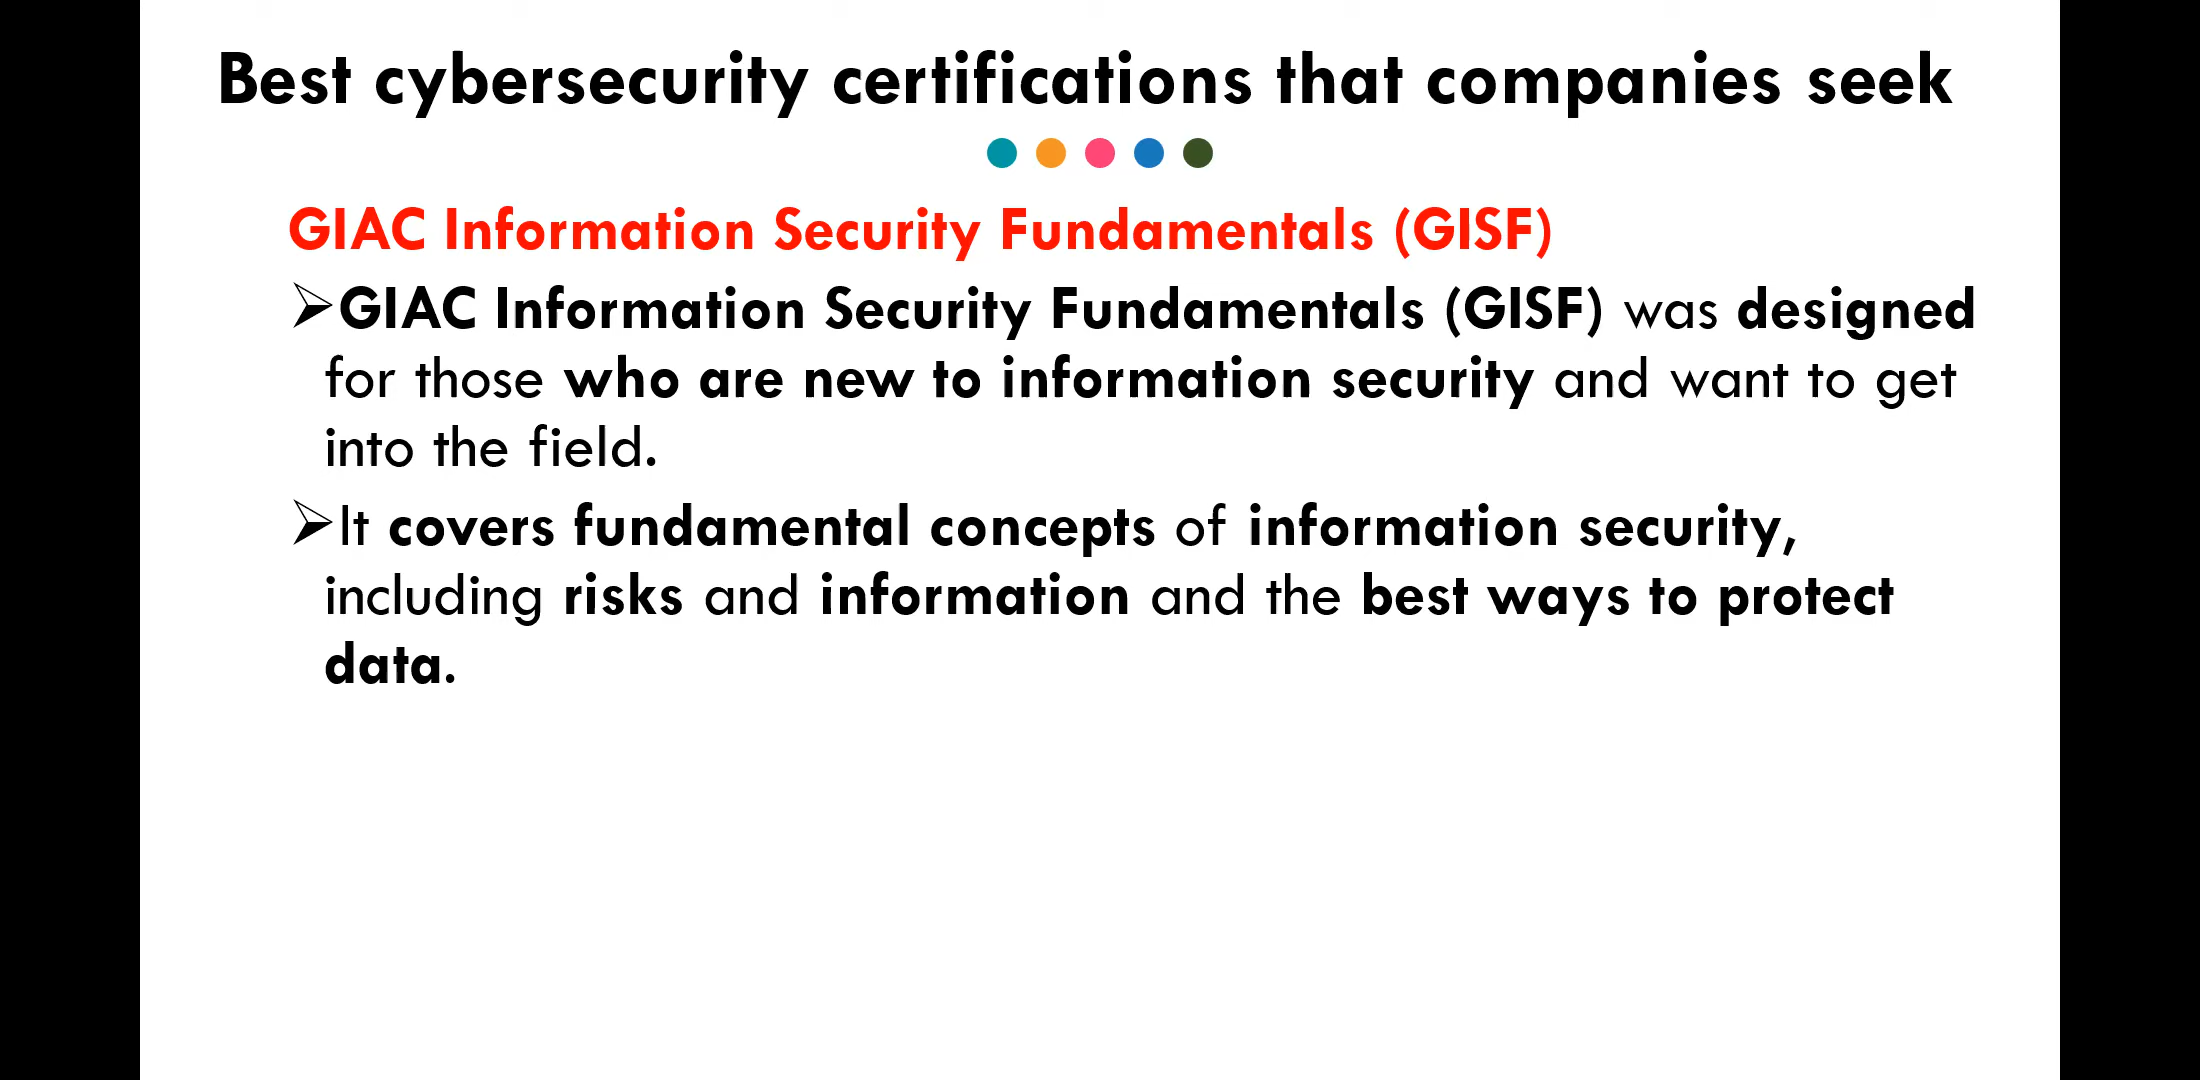 Best cybersecurity certifications that companies seek
GIAC Information Security Fundamentals (GISF)
➢GIAC Information Security Fundamentals (GISF) was designed
for those who are new to information security and want to get
into the field.
➢It covers fundamental concepts of information security,
including risks and information and the best ways to protect
data.